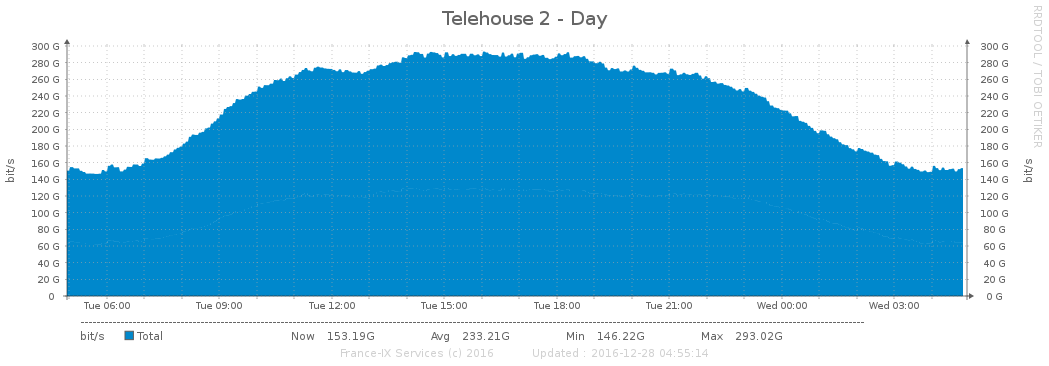 Telehouse 2 - Day
RRDTOOL / TOBI OETIKER
bit/s
300 G 300 G
280 G 280 G
260 G 260 G
240 G 240 G
220 G 220 G
200 G 200 G
180 G 180 G
160 G 160 G
140 G 140 G
120 G 120 G
100 G 100 G
80 G 80 G
60 G 60 G
40 G 40 G
20 G 20 G
0 0 G
bit/s
Tue 06:00 Tue 09:00 Tue 12:00 Tue 15:00 Tue 18:00 Tue 21:00 Wed 00:00 Wed 03:00
bit/s Total Now 153.19G Avg 233.21G Min 146.22G Max 293.02G
France-IX Services (c) 2016 Updated : 2016-12-28 04:55:14